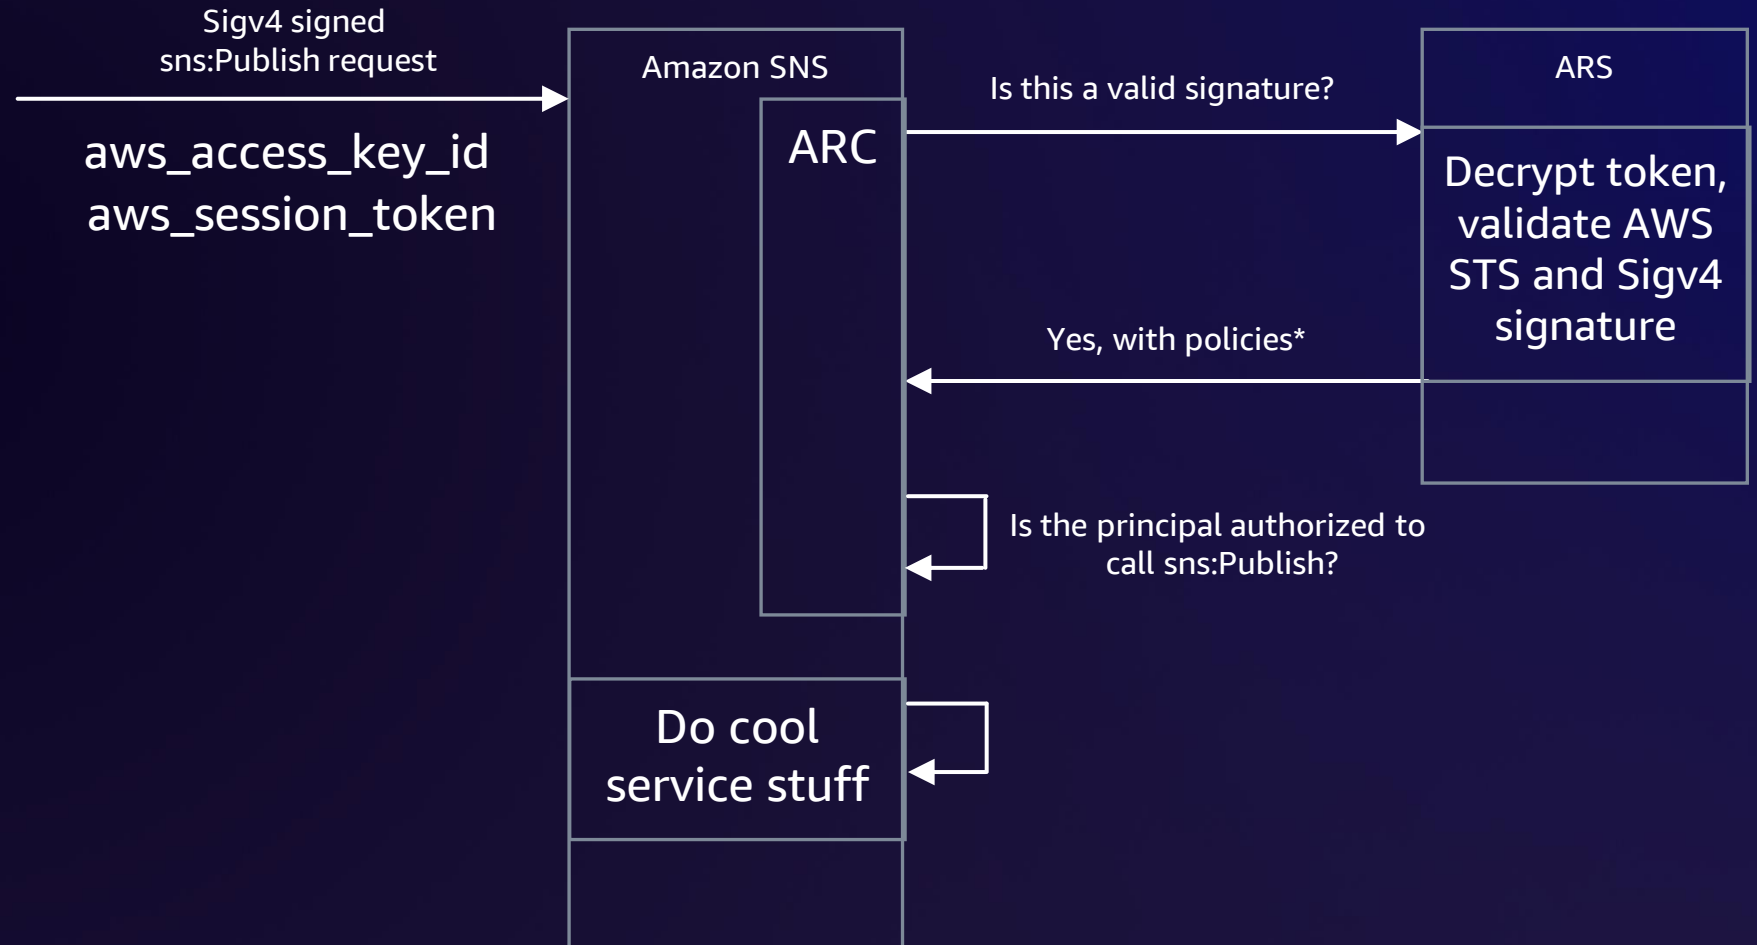 Sigv4 signed
sns:Publish request
aws_access_key_id
aws_session_token
Amazon SNS
ARC
Is this a valid signature?
ARS
Decrypt token,
validate AWS
STS and Sigv4
signature
Yes, with policies*
Is the principal authorized to
call sns:Publish?
Do cool
service stuff